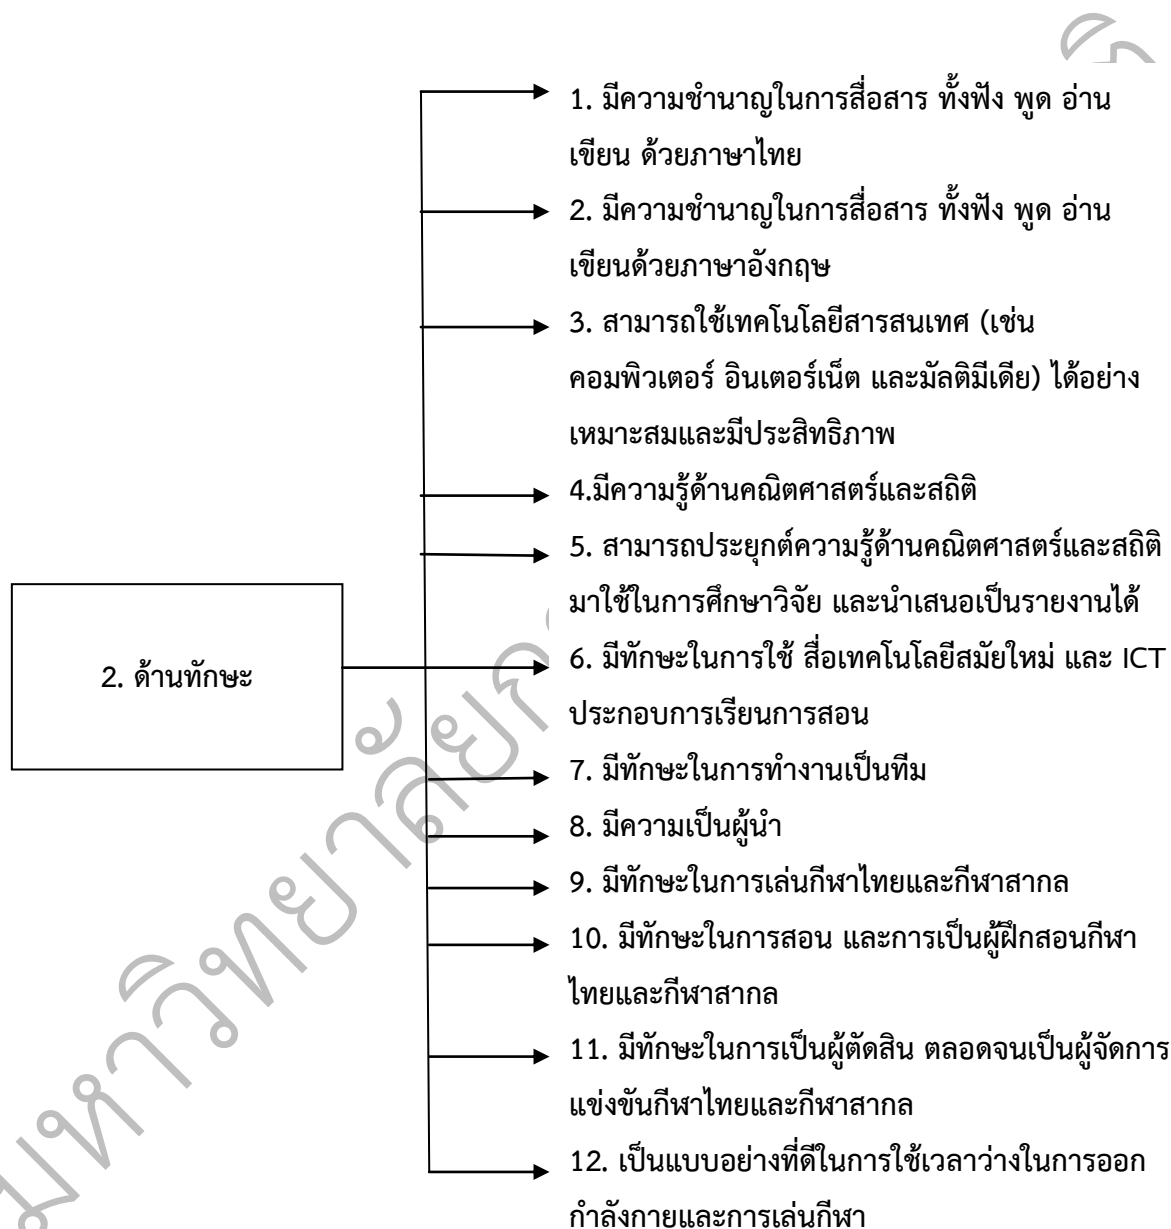 1. มีความชำนาญในการสื่อสาร ทั้งฟัง พูด อ่าน
เขียน ด้วยภาษาไทย
2. มีความชำนาญในการสื่อสาร ทั้งฟัง พูด อ่าน
เขียนด้วยภาษาอังกฤษ
3. สามารถใช้เทคโนโลยีสารสนเทศ (เช่น
คอมพิวเตอร์ อินเตอร์เน็ต และมัลติมีเดีย) ได้อย่าง
เหมาะสมและมีประสิทธิภาพ
4.มีความรู้ด้านคณิตศาสตร์และสถิติ
5. สามารถประยุกต์ความรู้ด้านคณิตศาสตร์และสถิติ
มาใช้ในการศึกษาวิจัย และนำเสนอเป็นรายงานได้
2. ด้านทักษะ
6. มีทักษะในการใช้ สื่อเทคโนโลยีสมัยใหม่ และ ICT
ประกอบการเรียนการสอน
7. มีทักษะในการทำงานเป็นทีม
8. มีความเป็นผู้นำ
9. มีทักษะในการเล่นกีฬาไทยและกีฬาสากล
10. มีทักษะในการสอน และการเป็นผู้ฝึกสอนกีฬา
ไทยและกีฬาสากล
11. มีทักษะในการเป็นผู้ตัดสิน ตลอดจนเป็นผู้จัดการ
แข่งขันกีฬาไทยและกีฬาสากล
12. เป็นแบบอย่างที่ดีในการใช้เวลาว่างในการออก
กำลังกายและการเล่นกีฬา
มหาวิทยาลัยก